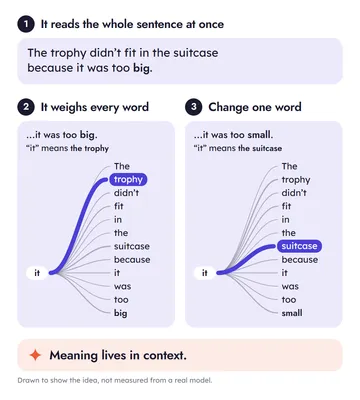 1 It reads the whole sentence at once
The trophy didn't fit in the suitcase
because it was too big.
2 It weighs every word
…it was too big.
“it” means the trophy
The
trophy
didn't
fit
in
the
suitcase
because
it
it
was
too
big
3 Change one word
…it was too small.
“it” means the suitcase
The
trophy
didn't
fit
in
the
suitcase
because
it
it
was
too
small
Meaning lives in context.
Drawn to show the idea, not measured from a real model.